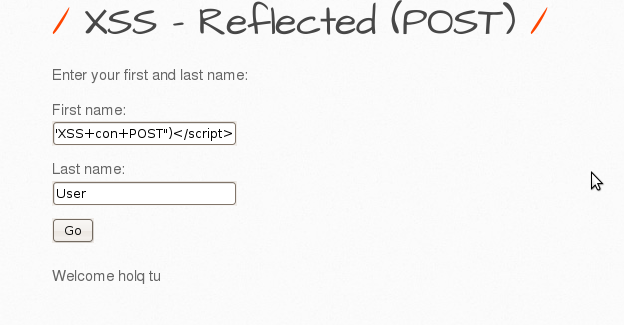 / XSS - Reflected (POST) /
Enter your first and last name:
First name:
"XSS+con+POST")</script>
Last name:
User
Go
Welcome holq tu